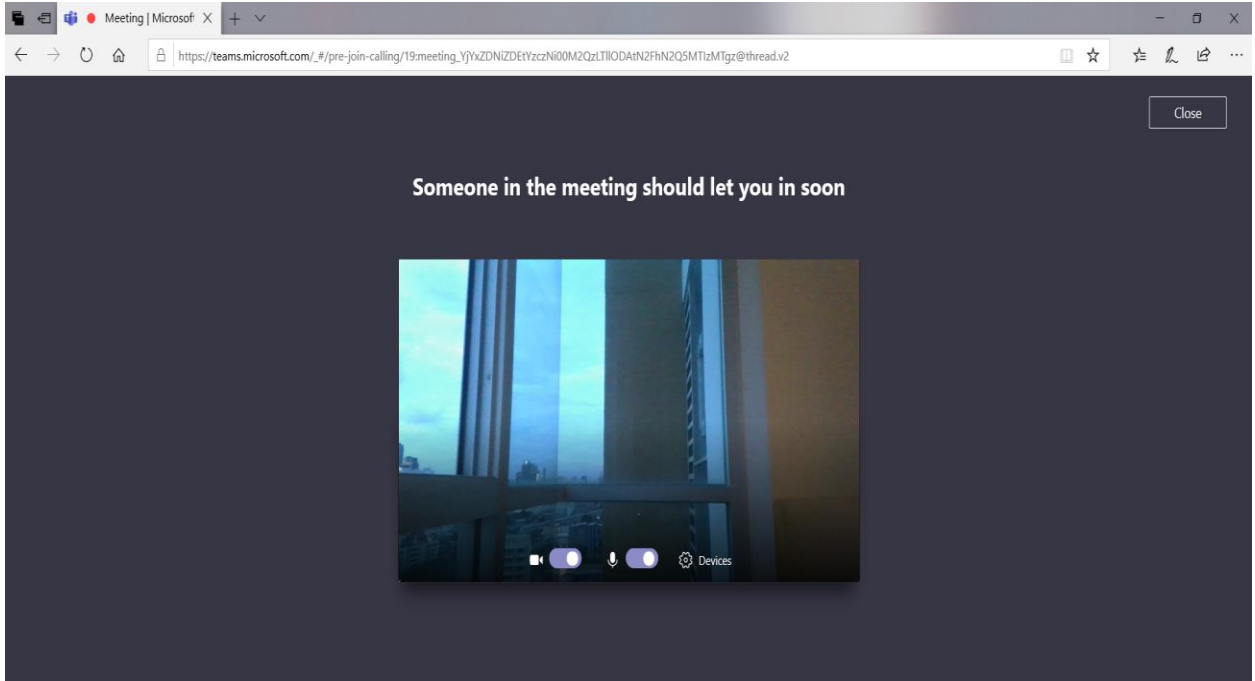 Meeting | Microsof
https://teams.microsoft.com/_#/pre-join-calling/19:meeting_YjYxZDNiZDEtYzczNi00M2QzLTllODAtN2FhN2Q5MTIzMTgz@thread.v2
Close
Someone in the meeting should let you in soon
Devices